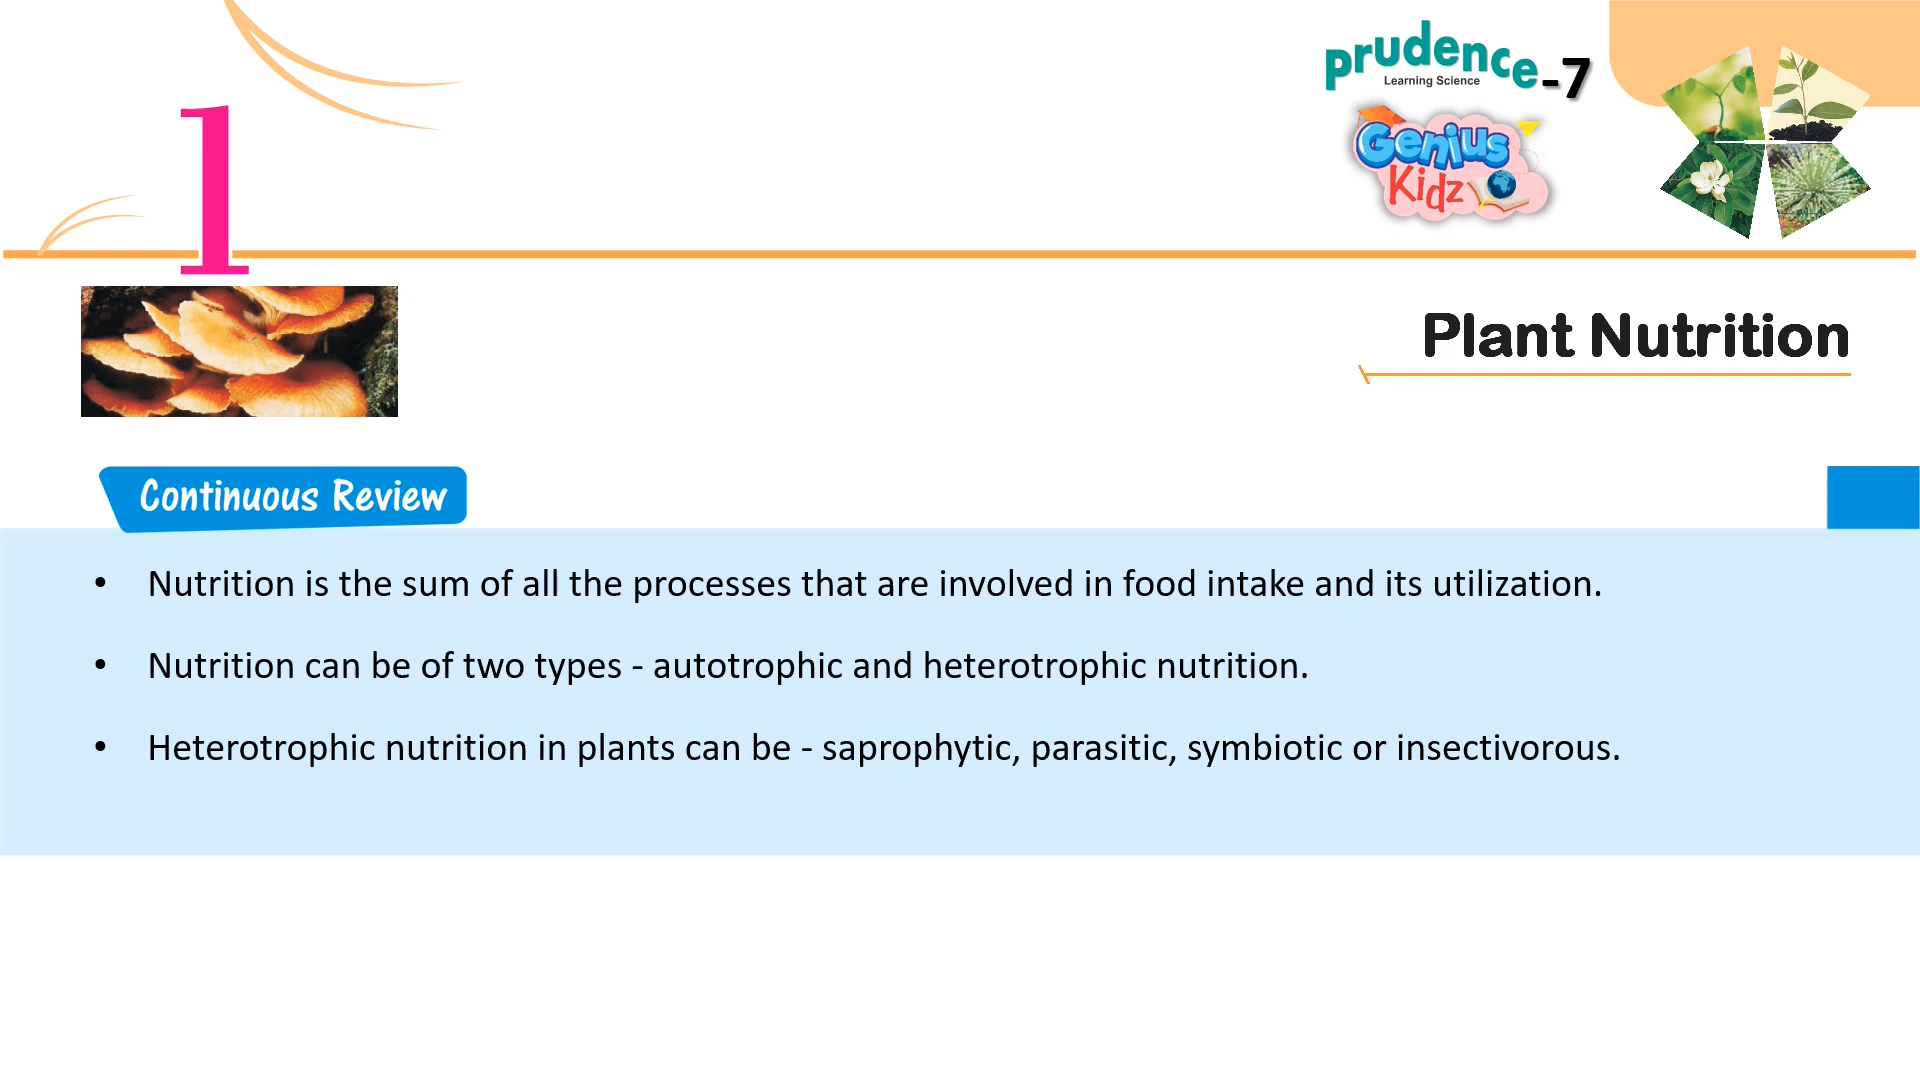 prudence-7
Learning Science
Genius
Kidz
1
Plant Nutrition
Continuous Review
• Nutrition is the sum of all the processes that are involved in food intake and its utilization.
• Nutrition can be of two types - autotrophic and heterotrophic nutrition.
• Heterotrophic nutrition in plants can be - saprophytic, parasitic, symbiotic or insectivorous.